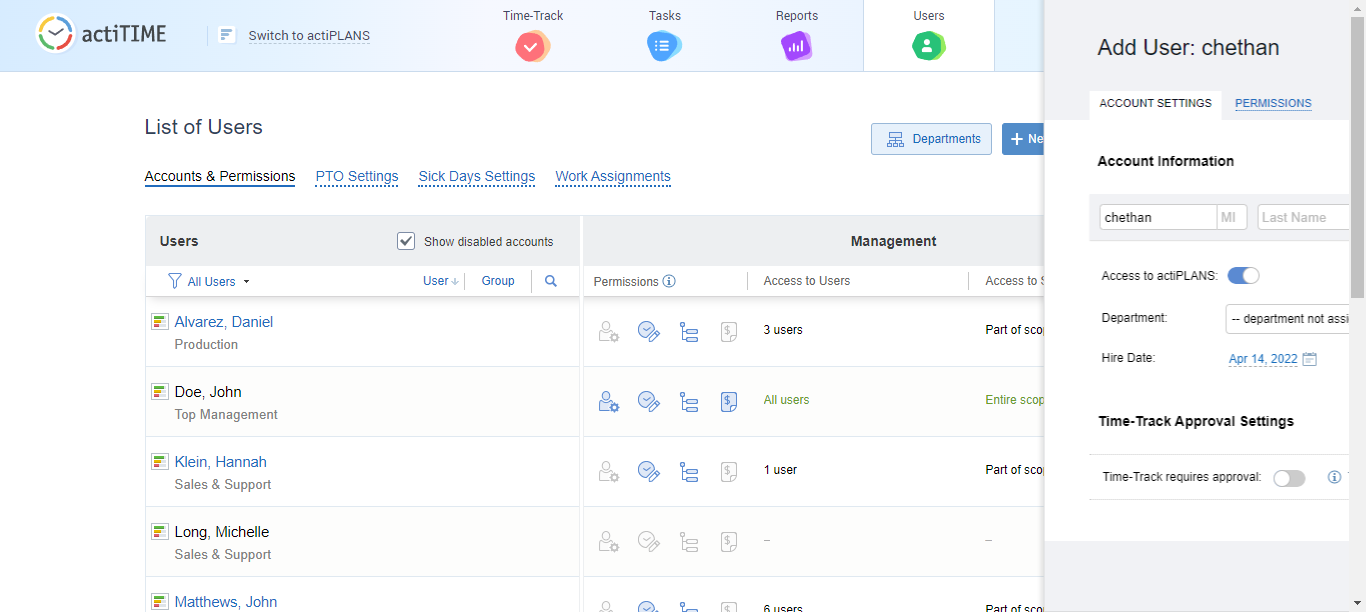 actiTIME
Switch to actiPLANS
Time-Track
Tasks
Reports
Users
List of Users
Departments
Ne
Accounts & Permissions
PTO Settings
Sick Days Settings
Work Assignments
Users
Show disabled accounts
Management
All Users
User
Group
Permissions
Access to Users
Access to S
Alvarez, Daniel
Production
3 users
Part of scop
Doe, John
Top Management
All users
Entire scop
Klein, Hannah
Sales & Support
1 user
Part of scop
Long, Michelle
Sales & Support
–
–
Matthews, John
6 users
Part of scop
Add User: chethan
ACCOUNT SETTINGS
PERMISSIONS
Account Information
chethan
MI
Last Name
Access to actiPLANS:
Department:
-- department not assi
Hire Date:
Apr 14, 2022
Time-Track Approval Settings
Time-Track requires approval: